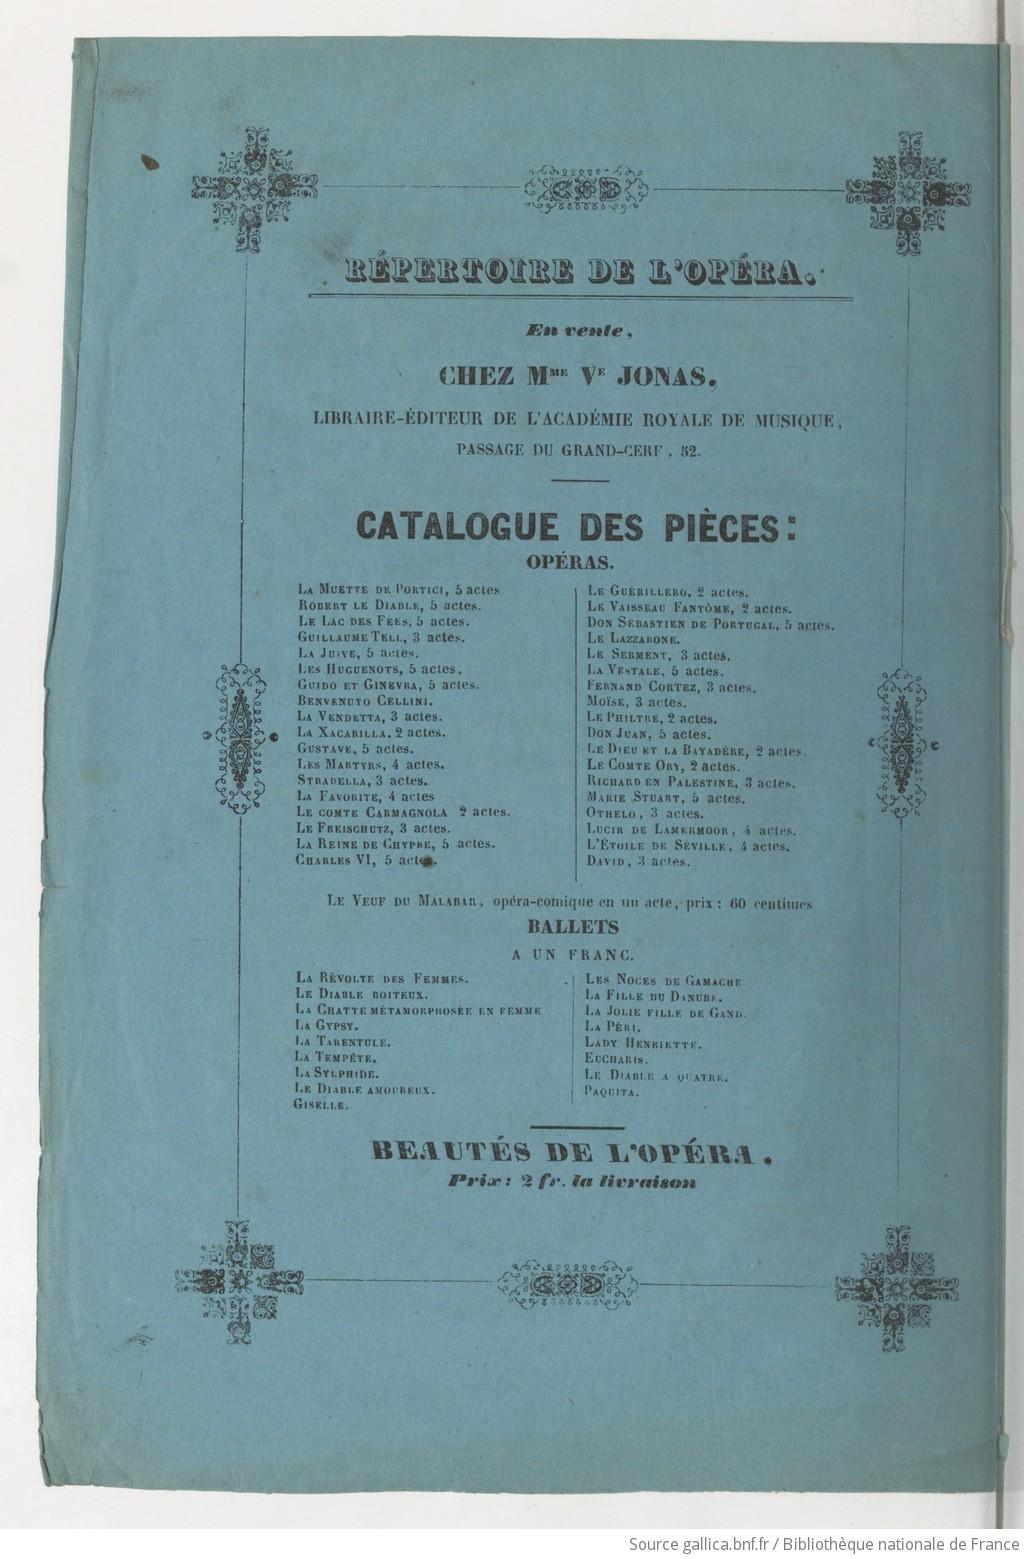 RÉPERTOIRE DE L'OPÉRA.
En vente,
CHEZ MME VE JONAS,
LIBRAIRE-ÉDITEUR DE L'ACADÉMIE ROYALE DE MUSIQUE,
PASSAGE DU GRAND-CERF, 52.
CATALOGUE DES PIÈCES:
OPÉRAS.
LA MUETTE DE PORTICI, 5 actes
ROBERT LE DIABLE, 5 actes.
LE LAC DES FÉES, 5 actes.
GUILLAUME TELL, 3 actes.
LA JUIVE, 5 actes.
LES HUGUENOTS, 5 actes,
GUIDO ET GINEVRA, 5 actes.
BENVENUTO CELLINI.
LA VENDETTA, 3 actes.
LA XACARILLA, 2 actes.
GUSTAVE, 5 actes.
LES MARTYRS, 4 actes.
STRADELLA, 3 actes.
LA FAVORITE, 4 actes
LE COMTE CARMAGNOLA 2 actes.
LE FREISCHUTZ, 3 actes.
LA REINE DE CHYPRE, 5 actes.
CHARLES VI, 5 actes.
LE GUÉRILLERO, 2 actes.
LE VAISSEAU FANTÔME, 2 actes.
DON SÉBASTIEN DE PORTUGAL, 5 actes.
LE LAZZARONE.
LE SERMENT, 3 actes.
LA VESTALE, 5 actes.
FERNAND CORTEZ, 3 actes.
MOÏSE, 3 actes.
LE PHILTRE, 2 actes.
DON JUAN, 5 actes.
LE DIEU ET LA BAYADÈRE, 2 actes.
LE COMTE ORY, 2 actes.
RICHARD EN PALESTINE, 3 actes.
MARIE STUART, 5 actes.
OTHELO, 3 actes.
LUCIR DE LAMERMOOR, 4 actes.
L'ÉTOILE DE SÉVILLE, 4 actes.
DAVID, 3 actes.
LE VEUF DU MALABAR, opéra-comique en un acte, prix : 60 centimes
BALLETS
A UN FRANC.
LA RÉVOLTE DES FEMMES.
LE DIABLE BOITEUX.
LA CHATTE MÉTAMORPHOSÉE EN FEMME
LA GYPSY.
LA TARENTULE.
LA TEMPÊTE.
LA SYLPHIDE.
LE DIABLE AMOUREUX.
GISELLE.
LES NOCES DE GAMACHE
LA FILLE DU DANUBE.
LA JOLIE FILLE DE GAND.
LA PÉRI.
LADY HENRIETTE.
EUCHARIS.
LE DIABLE A QUATRE.
PAQUITA.
BEAUTÉS DE L'OPÉRA.
Prix: 2 fr. la livraison
Source gallica.bnf.fr / Bibliothèque nationale de France